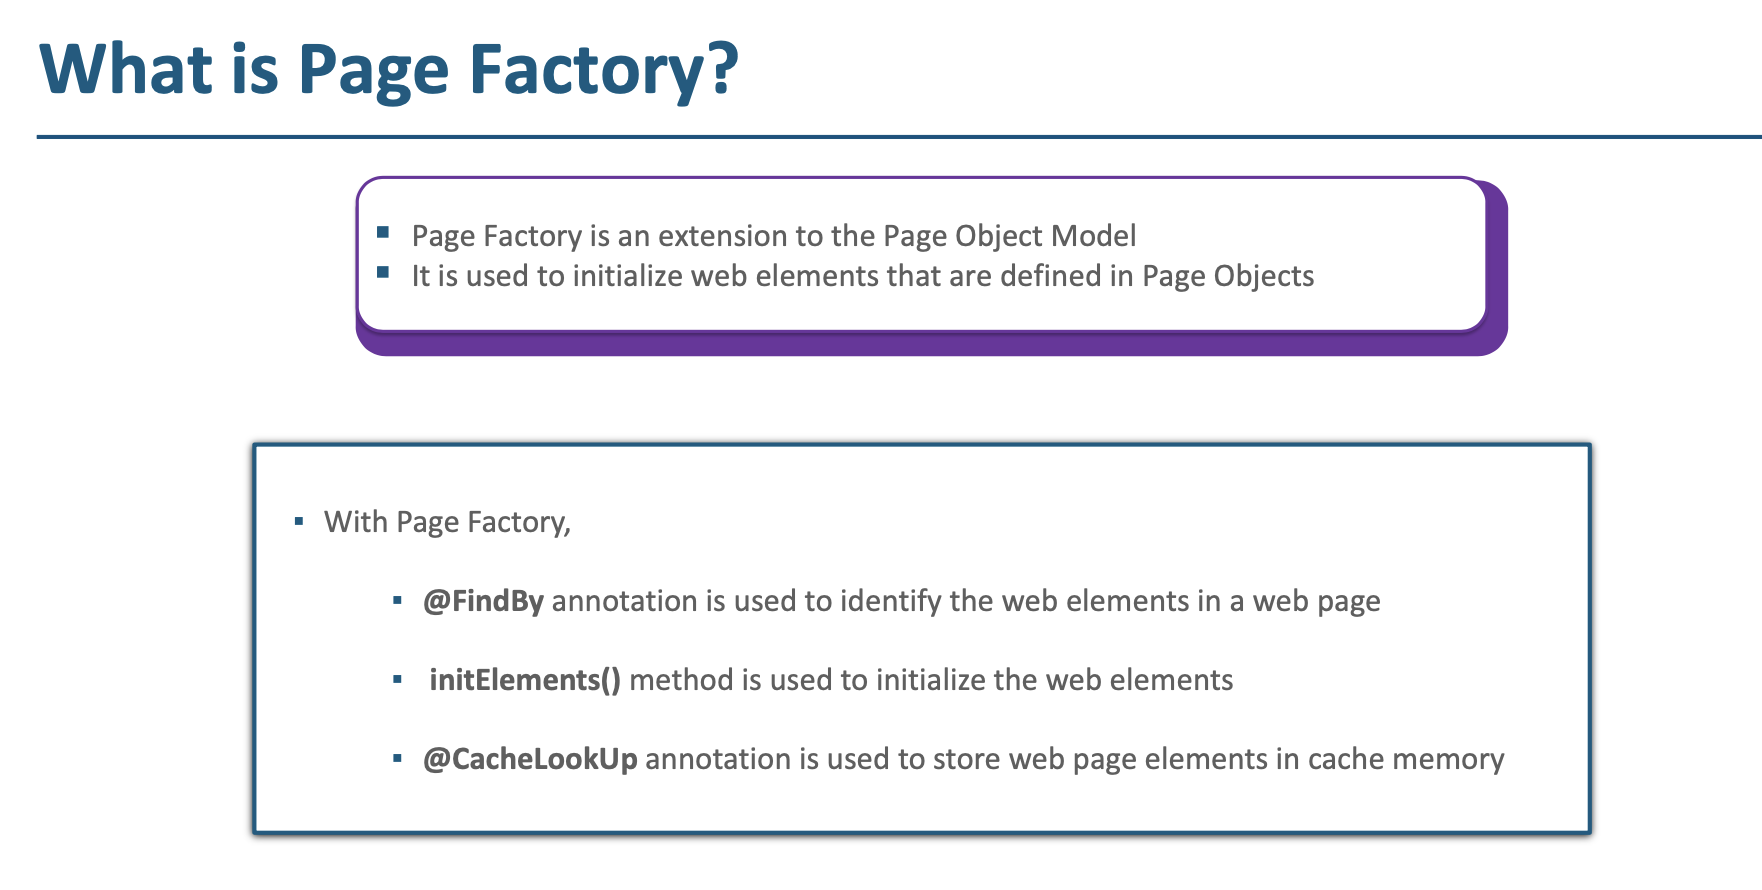 What is Page Factory?
▪ Page Factory is an extension to the Page Object Model
▪ It is used to initialize web elements that are defined in Page Objects
▪ With Page Factory,
▪ @FindBy annotation is used to identify the web elements in a web page
▪ initElements() method is used to initialize the web elements
▪ @CacheLookUp annotation is used to store web page elements in cache memory